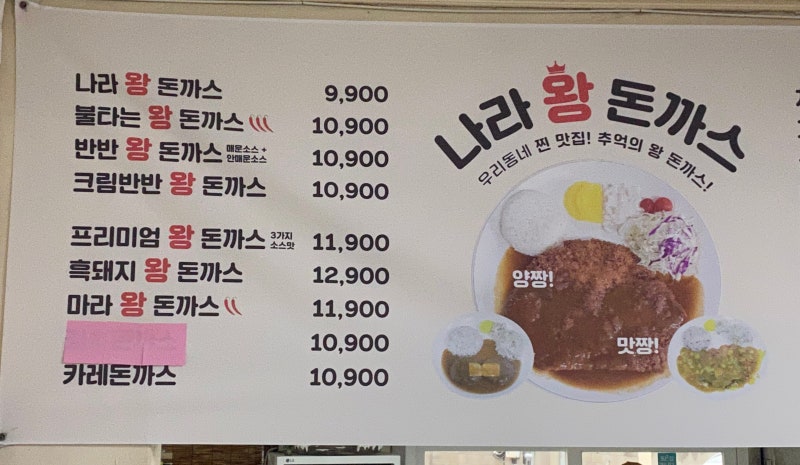 나라 왕 돈까스 9,900
불타는 왕 돈까스 10,900
반반 왕 돈까스 매운소스 + 안매운소스 10,900
크림반반 왕 돈까스 10,900
프리미엄 왕 돈까스 3가지 소스맛 11,900
흑돼지 왕 돈까스 12,900
마라 왕 돈까스 11,900
10,900
카레돈까스 10,900
나라 왕 돈까스
우리동네 찐 맛집! 추억의 왕 돈까스!
양짱!
맛짱!
LG